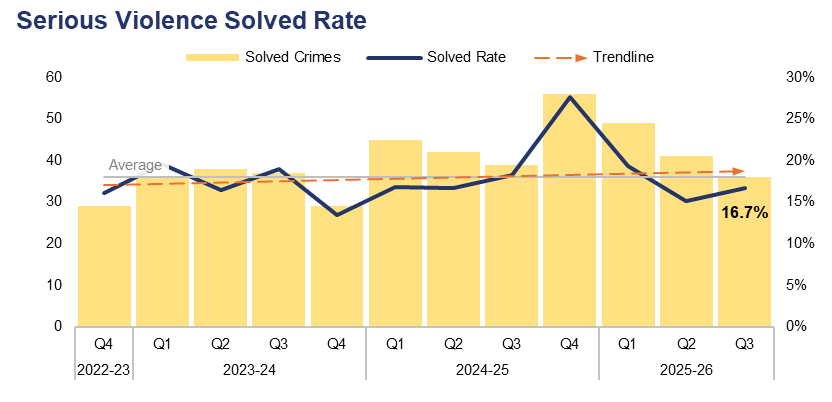 Serious Violence Solved Rate
Solved Crimes Solved Rate Trendline
60 30%
50 25%
40 20%
Average
30 15%
16.7%
20 10%
10 5%
0 0%
Q4 Q1 Q2 Q3 Q4 Q1 Q2 Q3 Q4 Q1 Q2 Q3
2022-23 2023-24 2024-25 2025-26